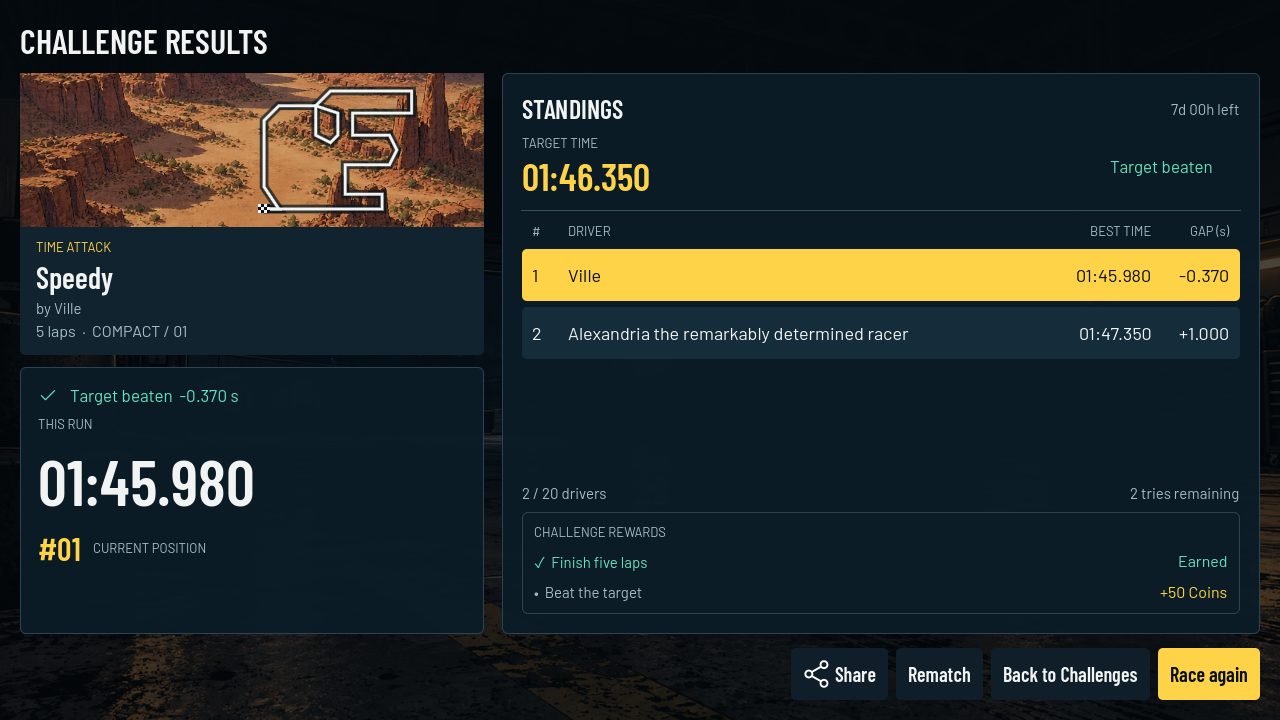 CHALLENGE RESULTS
TIME ATTACK
Speedy
by Ville
5 laps · COMPACT / 01
✓ Target beaten -0.370 s
THIS RUN
01:45.980
#01 CURRENT POSITION
STANDINGS 7d 00h left
TARGET TIME
01:46.350 Target beaten
# DRIVER BEST TIME GAP (s)
1 Ville 01:45.980 -0.370
2 Alexandria the remarkably determined racer 01:47.350 +1.000
2 / 20 drivers 2 tries remaining
CHALLENGE REWARDS
✓ Finish five laps Earned
• Beat the target +50 Coins
Share Rematch Back to Challenges Race again